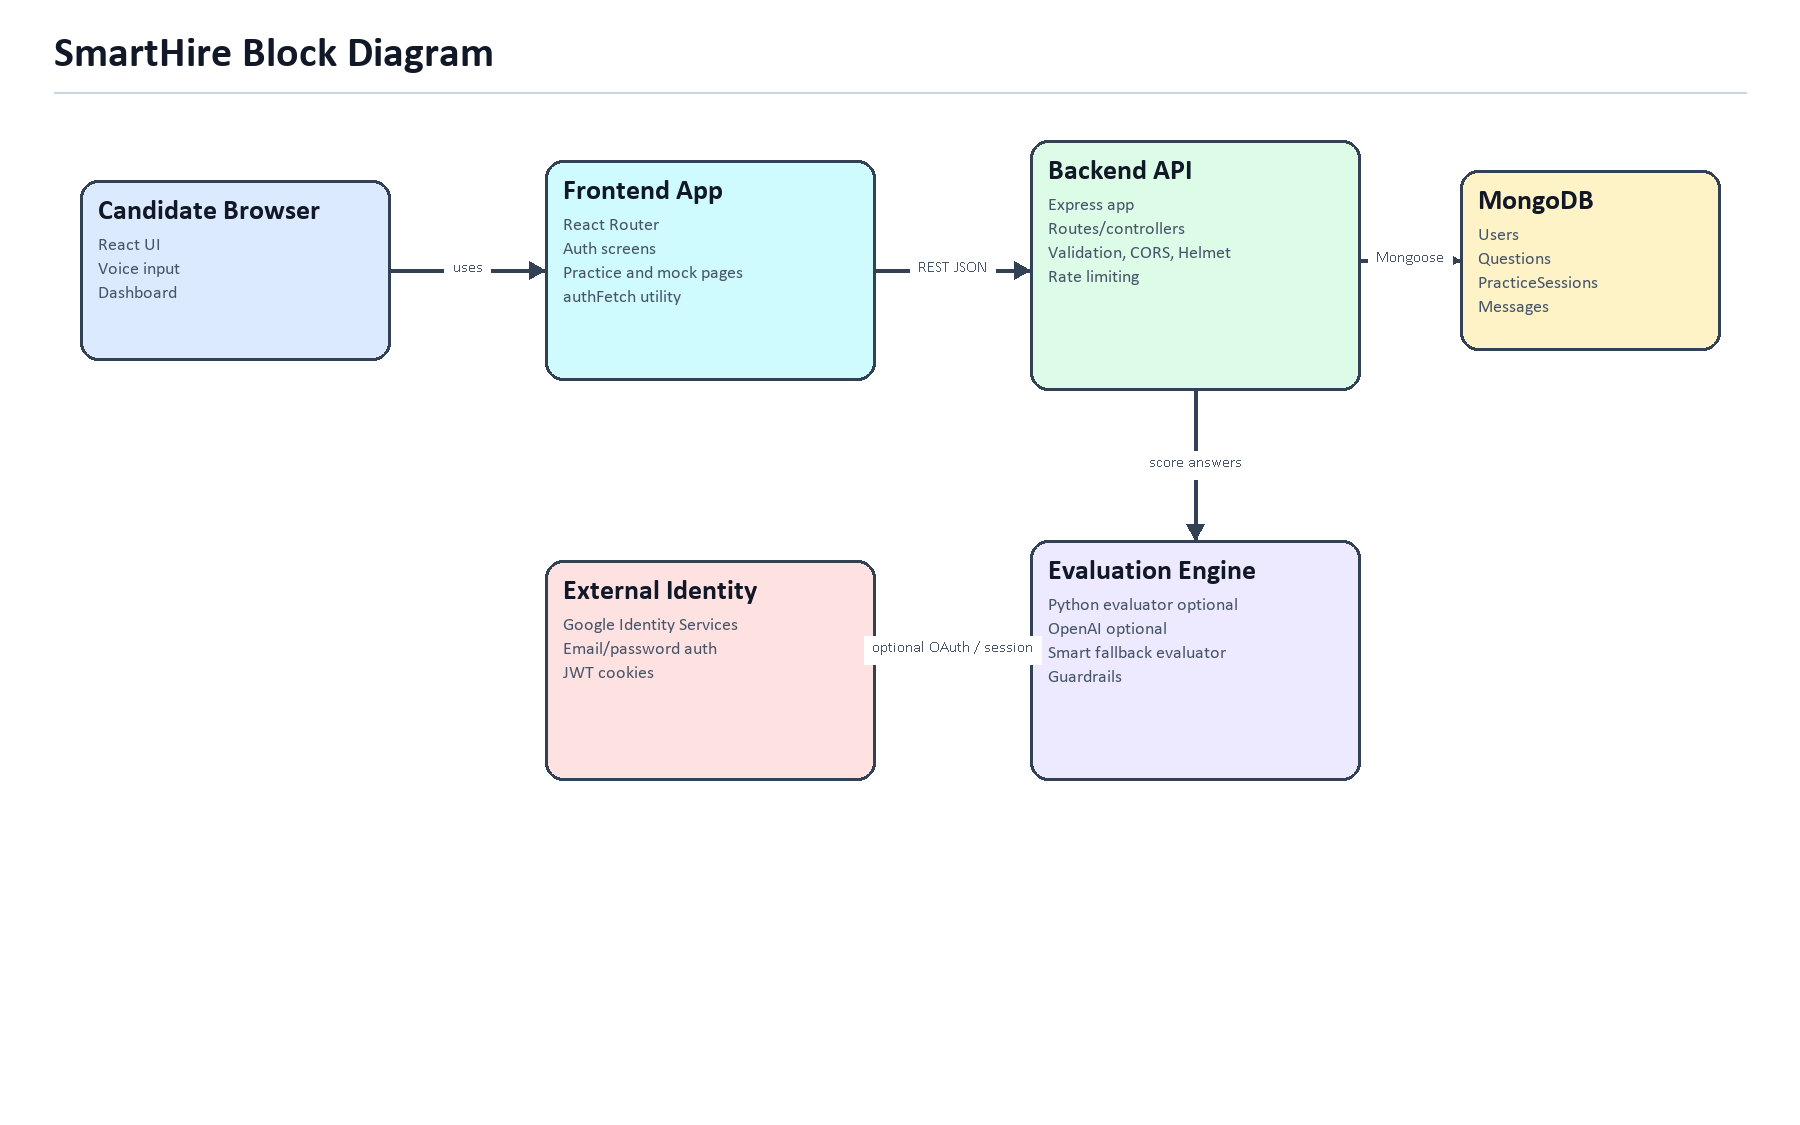 SmartHire Block Diagram
Candidate Browser
React UI
Voice input
Dashboard
uses
Frontend App
React Router
Auth screens
Practice and mock pages
authFetch utility
REST JSON
Backend API
Express app
Routes/controllers
Validation, CORS, Helmet
Rate limiting
Mongoose
MongoDB
Users
Questions
PracticeSessions
Messages
score answers
External Identity
Google Identity Services
Email/password auth
JWT cookies
optional OAuth / session
Evaluation Engine
Python evaluator optional
OpenAI optional
Smart fallback evaluator
Guardrails